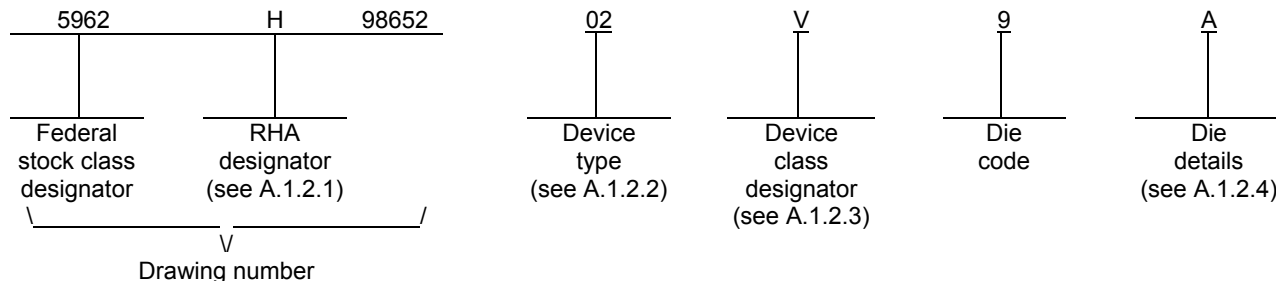 5962 H 98652 02 V 9 A
Federal stock class designator
RHA designator (see A.1.2.1)
Device type (see A.1.2.2)
Device class designator (see A.1.2.3)
Die code
Die details (see A.1.2.4)
\ /
\/
Drawing number